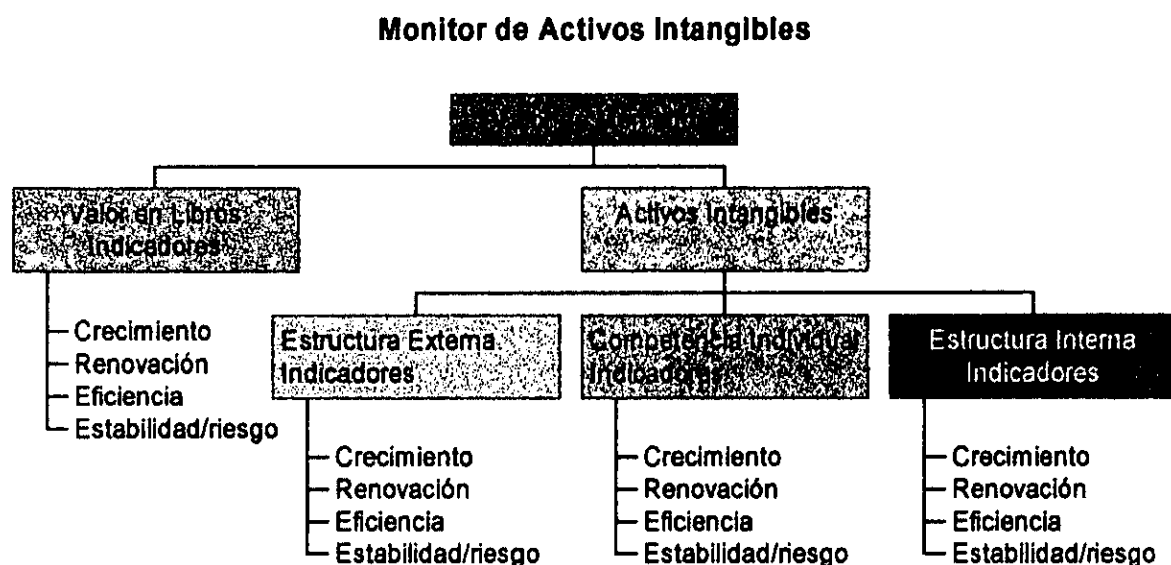 Monitor de Activos Intangibles
Valor en Libros
Indicadores
Activos Intangibles
Crecimiento
Renovación
Eficiencia
Estabilidad/riesgo
Estructura Externa.
Indicadores
Competencia Individual
Indicadores
Estructura Interna
Indicadores
Crecimiento
Renovación
Eficiencia
Estabilidad/riesgo
Crecimiento
Renovación
Eficiencia
Estabilidad/riesgo
Crecimiento
Renovación
Eficiencia
Estabilidad/riesgo